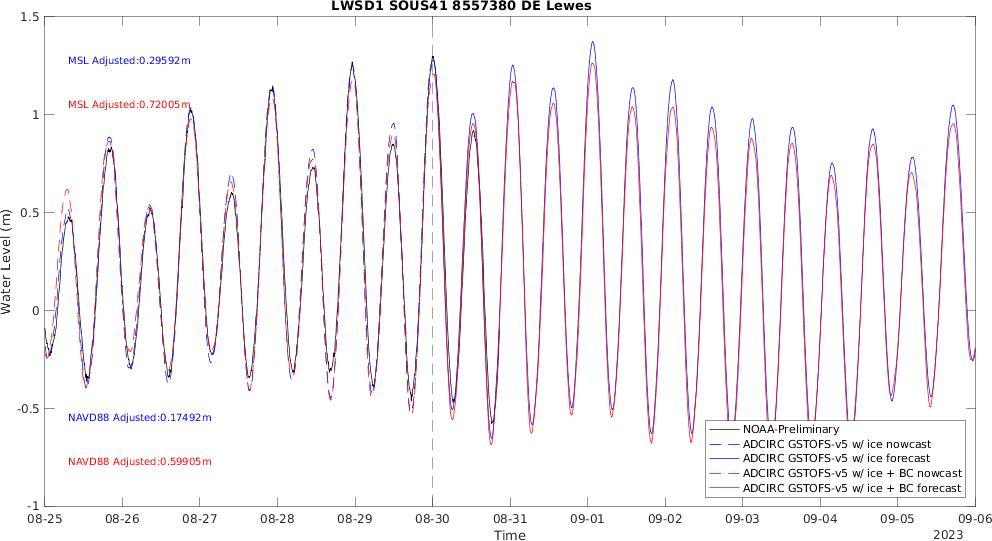 LWSD1 SOUS41 8557380 DE Lewes
1.5
MSL Adjusted:0.29592m
MSL Adjusted:0.72005m
1
0.5
Water Level (m)
0
-0.5
NAVD88 Adjusted:0.17492m
NAVD88 Adjusted:0.59905m
NOAA-Preliminary
ADCIRC GSTOFS-v5 w/ ice nowcast
ADCIRC GSTOFS-v5 w/ ice forecast
ADCIRC GSTOFS-v5 w/ ice + BC nowcast
ADCIRC GSTOFS-v5 w/ ice + BC forecast
-1
08-25 08-26 08-27 08-28 08-29 08-30 08-31 09-01 09-02 09-03 09-04 09-05 09-06
Time
2023